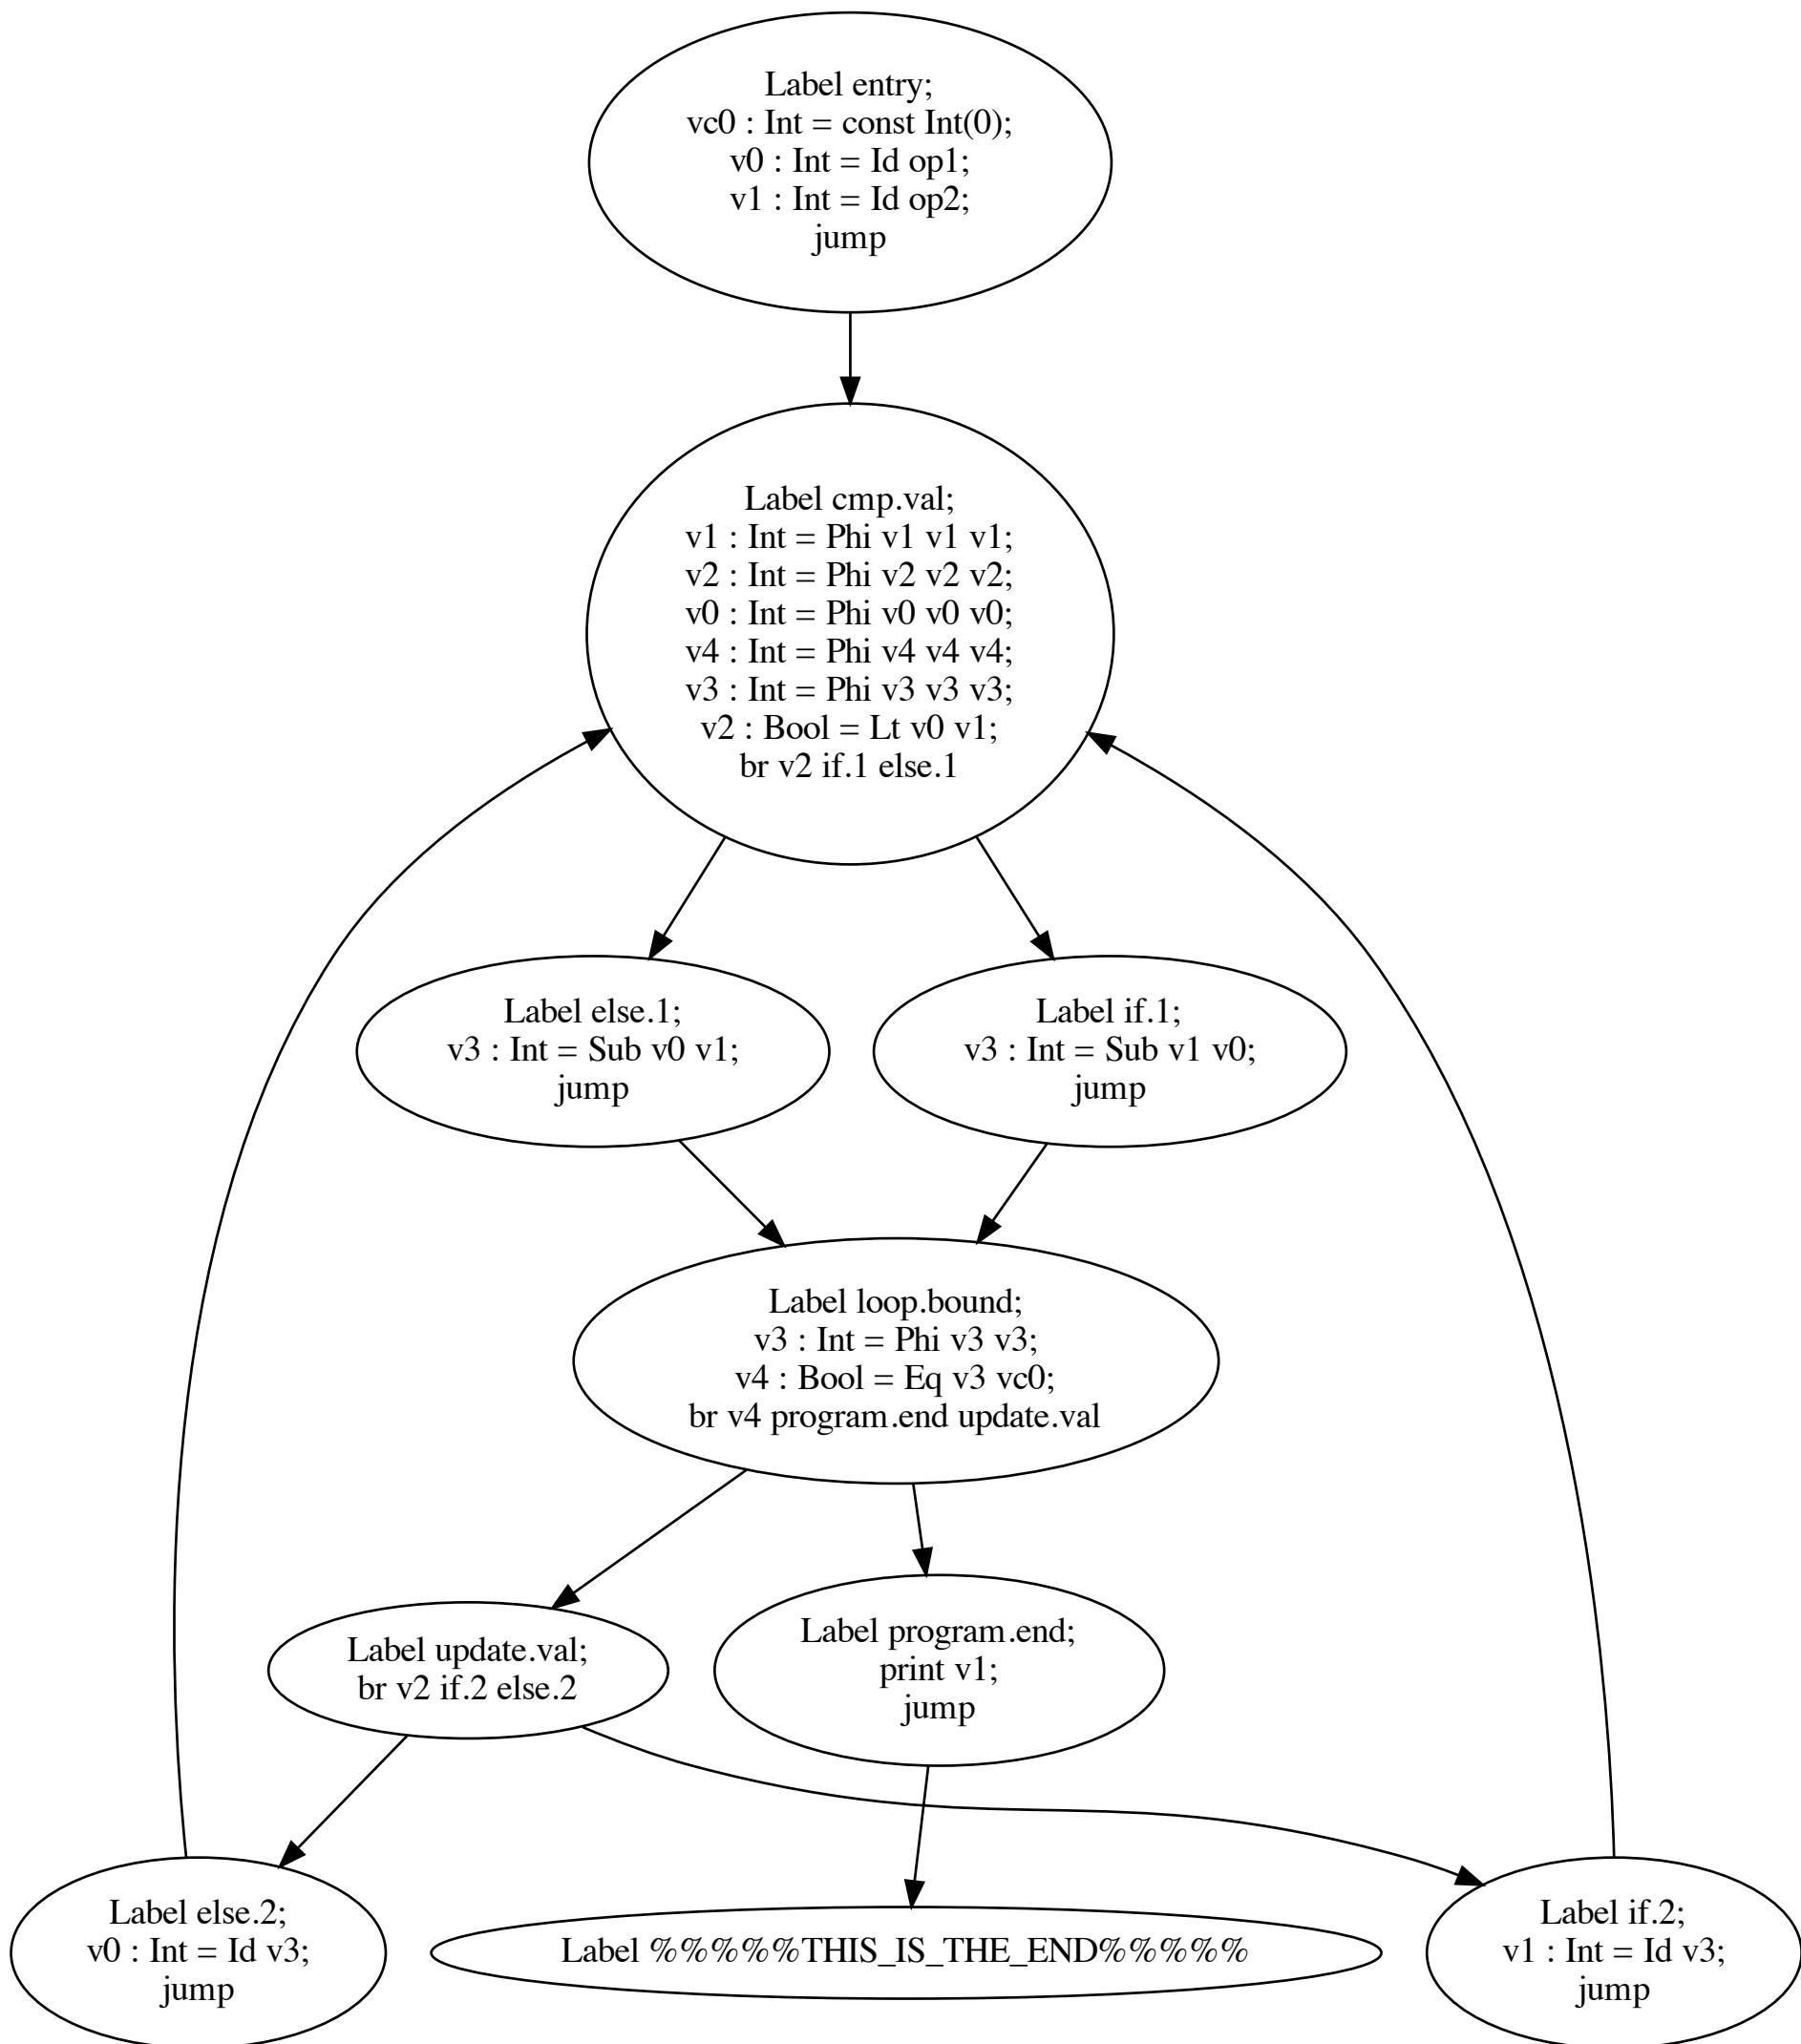 Label entry;
vc0 : Int = const Int(0);
v0 : Int = Id op1;
v1 : Int = Id op2;
jump
Label cmp.val;
v1 : Int = Phi v1 v1 v1;
v2 : Int = Phi v2 v2 v2;
v0 : Int = Phi v0 v0 v0;
v4 : Int = Phi v4 v4 v4;
v3 : Int = Phi v3 v3 v3;
v2 : Bool = Lt v0 v1;
br v2 if.1 else.1
Label else.1;
v3 : Int = Sub v0 v1;
jump
Label if.1;
v3 : Int = Sub v1 v0;
jump
Label loop.bound;
v3 : Int = Phi v3 v3;
v4 : Bool = Eq v3 vc0;
br v4 program.end update.val
Label update.val;
br v2 if.2 else.2
Label program.end;
print v1;
jump
Label else.2;
v0 : Int = Id v3;
jump
Label %%%%%THIS_IS_THE_END%%%%%
Label if.2;
v1 : Int = Id v3;
jump